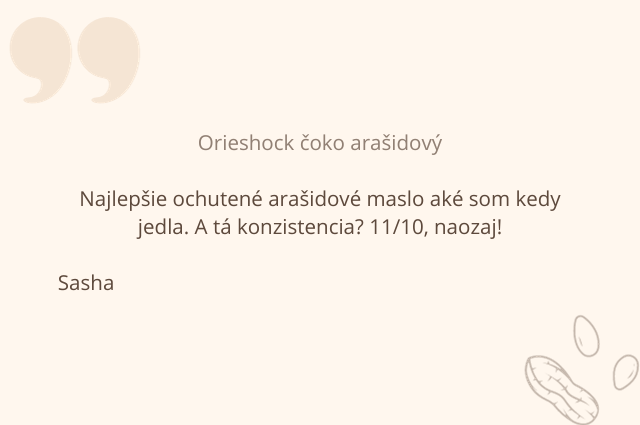 Orieshock čoko arašidový
Najlepšie ochutené arašidové maslo aké som kedy
jedla. A tá konzistencia? 11/10, naozaj!
Sasha